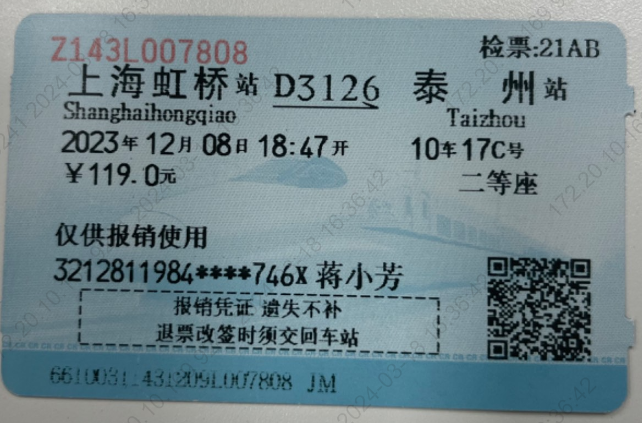 Z143L007808 检票:21AB
上海虹桥站 D3126 泰州站
Shanghaihongqiao Taizhou
2023年12月08日18:47开 10车17C号
￥119.0元 二等座
仅供报销使用
3212811984****746X 蒋小芳
报销凭证 遗失不补
退票改签时须交回车站
66100311431209L007808 JM